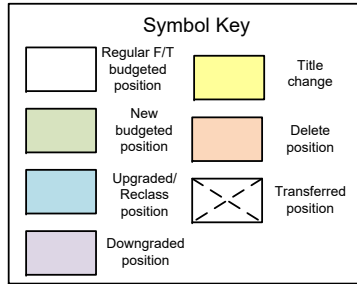 Symbol Key
Regular F/T
budgeted
position
New
budgeted
position
Upgraded/
Reclass
position
Downgraded
position
Title
change
Delete
position
Transferred
position